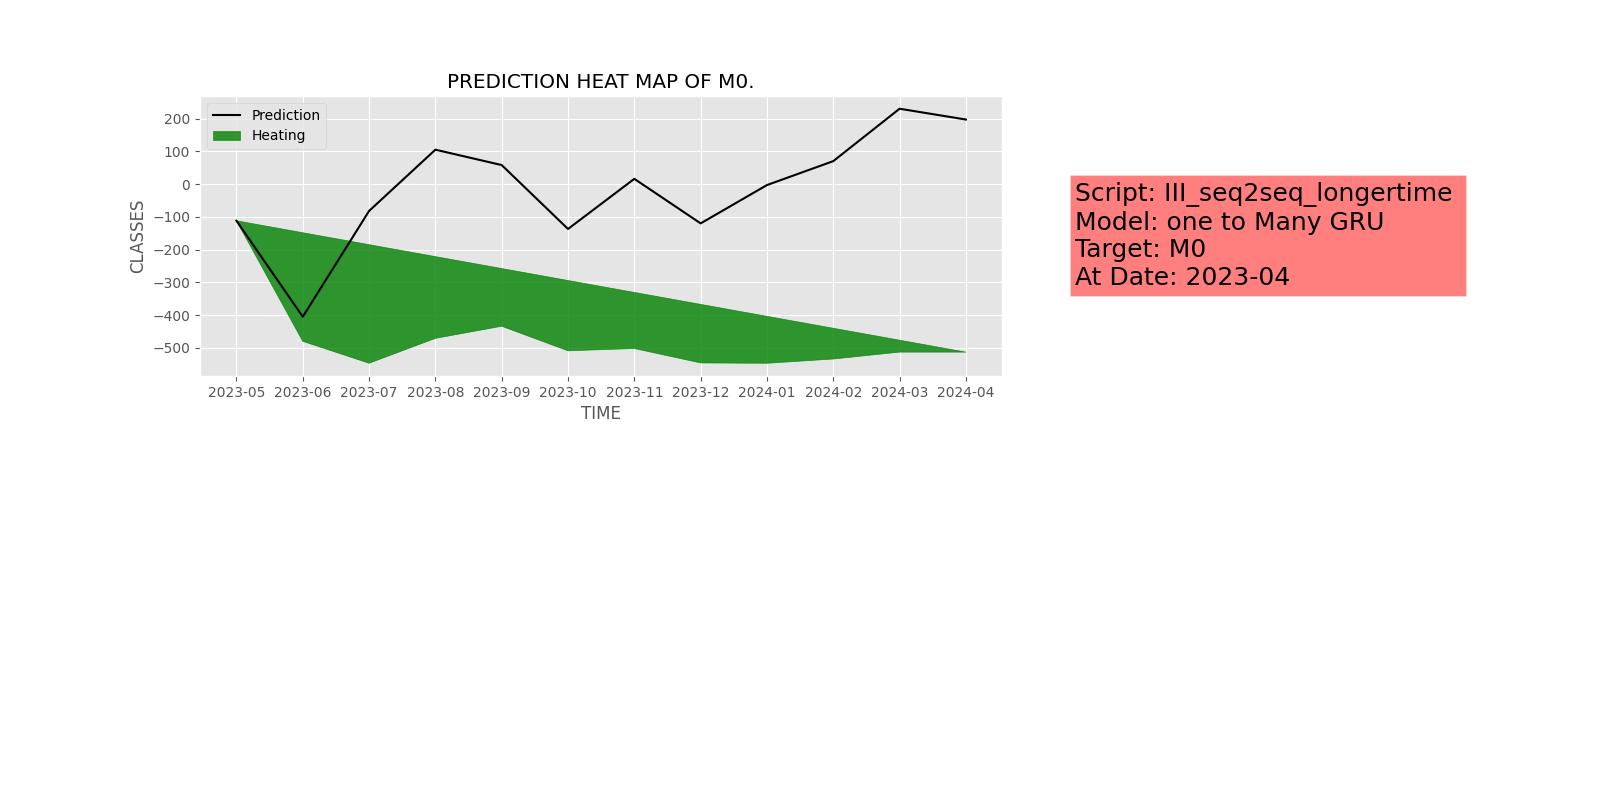 PREDICTION HEAT MAP OF M0.
Prediction
Heating
200
100
0
−100
−200
−300
−400
−500
CLASSES
2023-05 2023-06 2023-07 2023-08 2023-09 2023-10 2023-11 2023-12 2024-01 2024-02 2024-03 2024-04
TIME
Script: III_seq2seq_longertime
Model: one to Many GRU
Target: M0
At Date: 2023-04